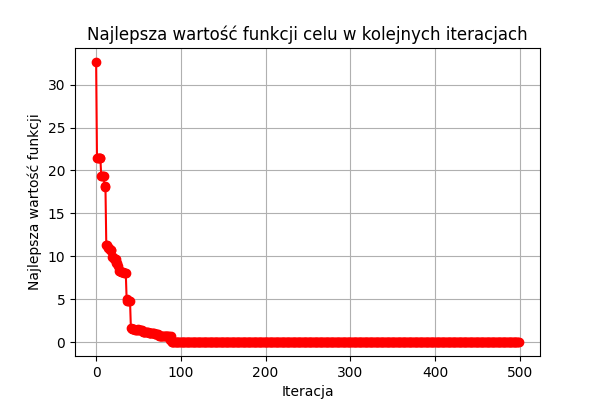 Najlepsza wartość funkcji celu w kolejnych iteracjach
Najlepsza wartość funkcji
30
25
20
15
10
5
0
0 100 200 300 400 500
Iteracja